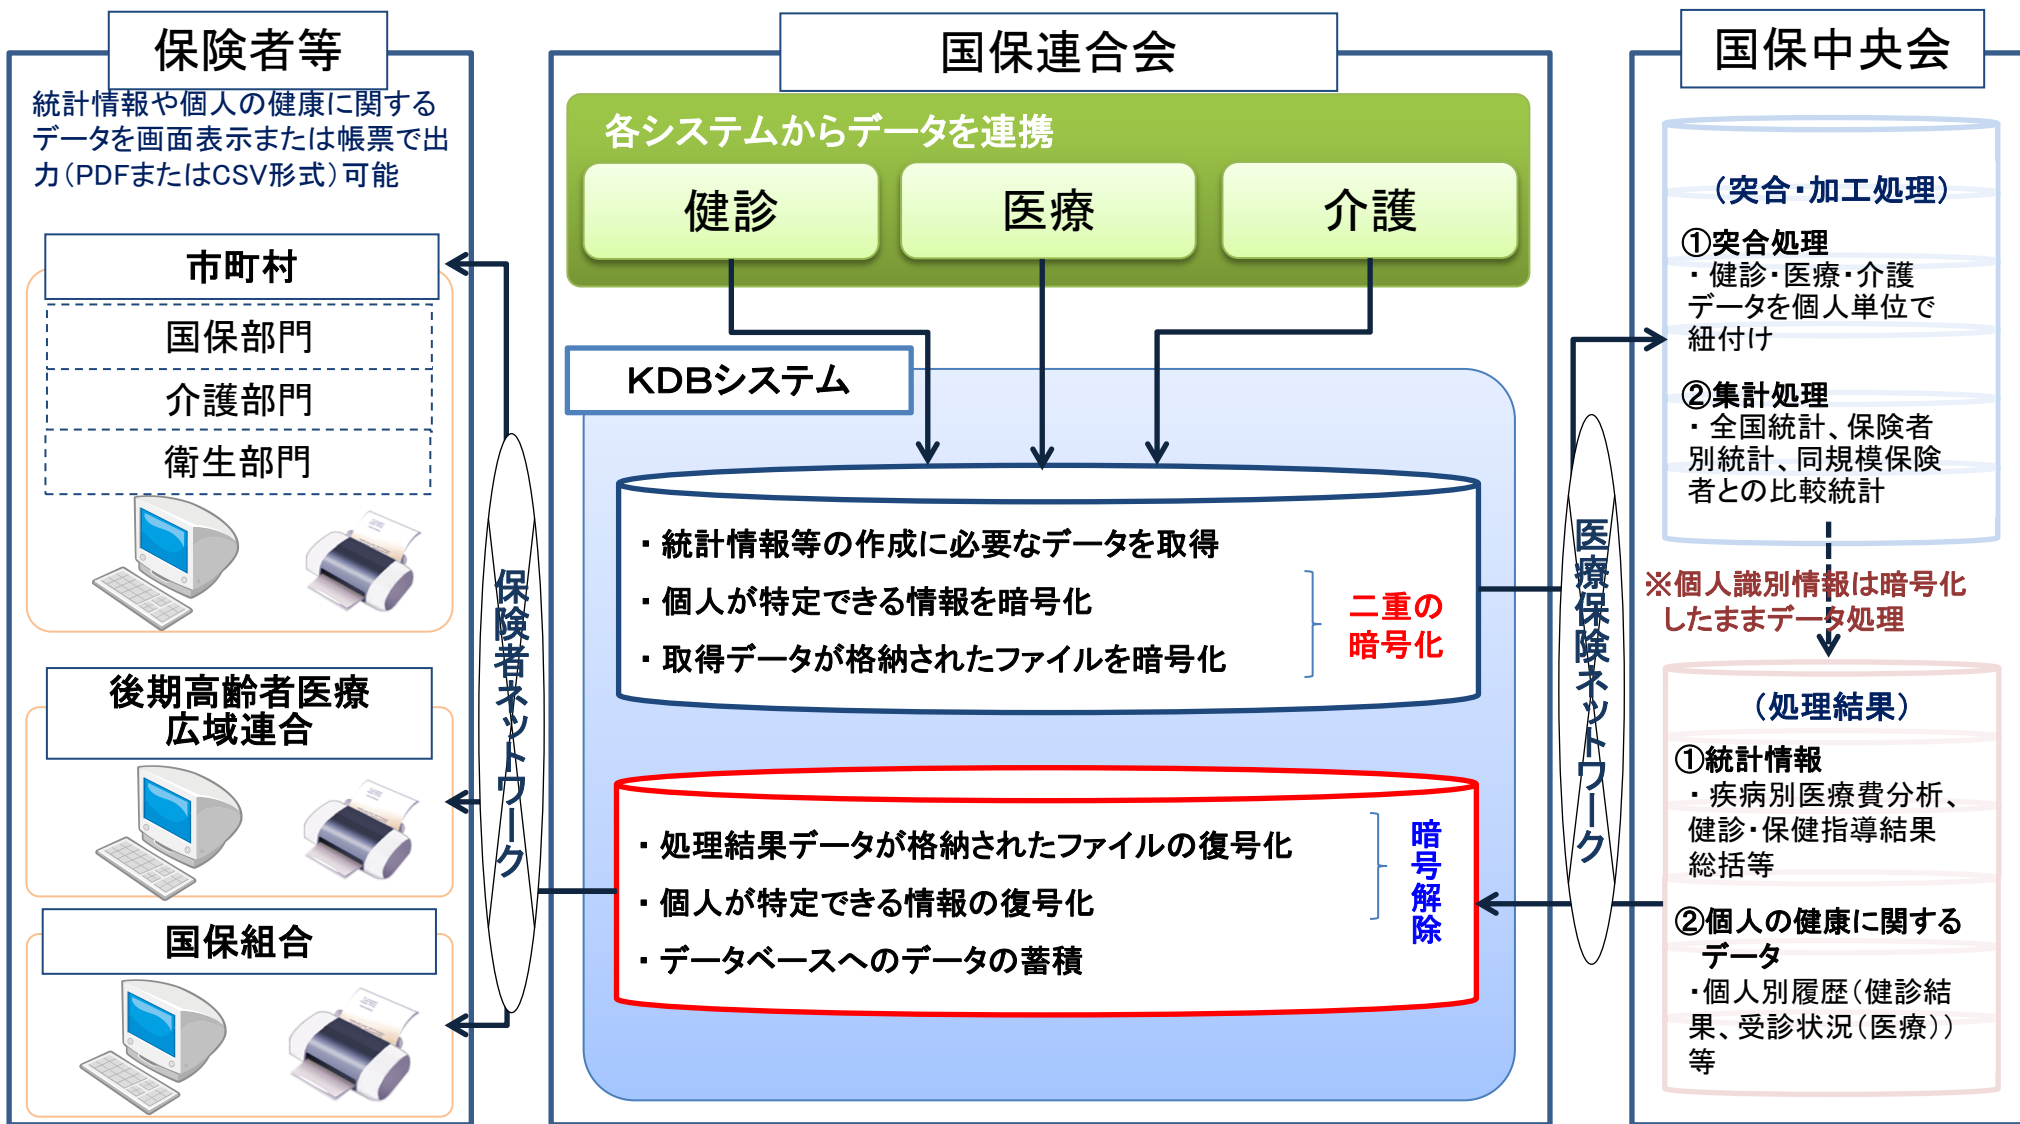 保険者等
統計情報や個人の健康に関する
データを画面表示または帳票で出
力（PDFまたはCSV形式）可能
市町村
国保部門
介護部門
衛生部門
後期高齢者医療
広域連合
国保組合
保険者ネットワーク
国保連合会
各システムからデータを連携
健診
医療
介護
KDBシステム
・統計情報等の作成に必要なデータを取得
・個人が特定できる情報を暗号化
・取得データが格納されたファイルを暗号化
二重の
暗号化
・処理結果データが格納されたファイルの復号化
・個人が特定できる情報の復号化
・データベースへのデータの蓄積
暗号解除
医療保険ネットワーク
国保中央会
（突合・加工処理）
①突合処理
・健診・医療・介護
データを個人単位で
紐付け
②集計処理
・全国統計、保険者
別統計、同規模保険
者との比較統計
※個人識別情報は暗号化
したままデータ処理
（処理結果）
①統計情報
・疾病別医療費分析、
健診・保健指導結果
総括等
②個人の健康に関する
データ
・個人別履歴（健診結
果、受診状況（医療））
等